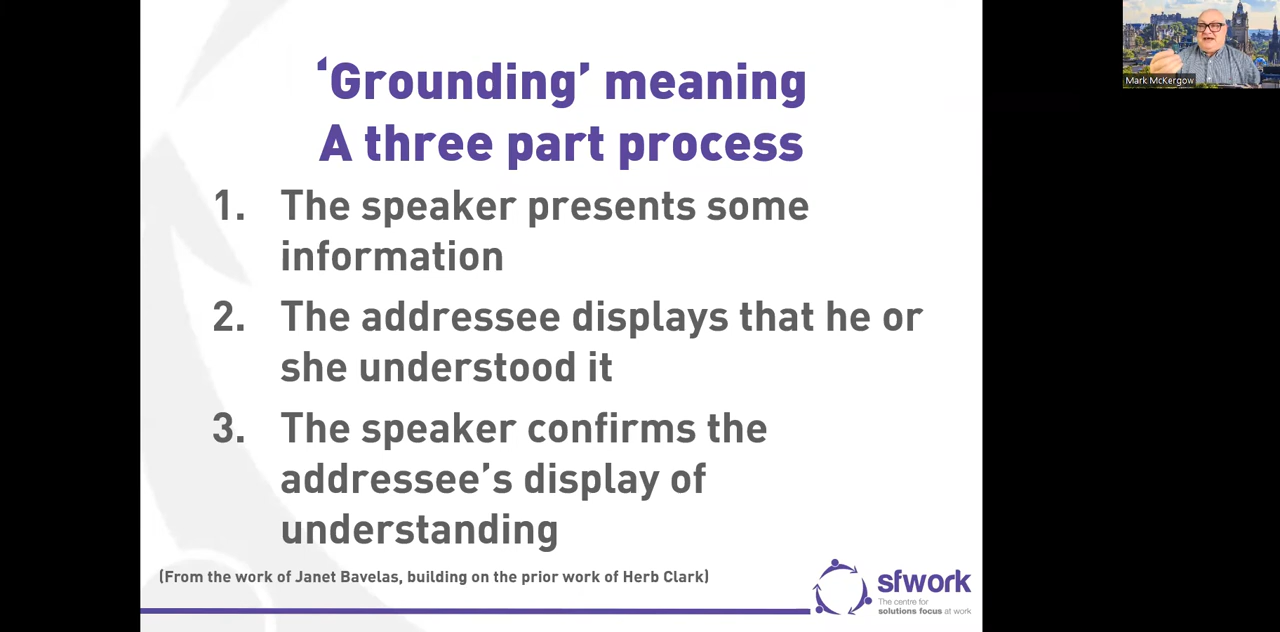 'Grounding' meaning
A three part process
1. The speaker presents some
information
2. The addressee displays that he or
she understood it
3. The speaker confirms the
addressee's display of
understanding
(From the work of Janet Bavelas, building on the prior work of Herb Clark)
sfwork
The centre for
solutions focus at work
Mark McKergow